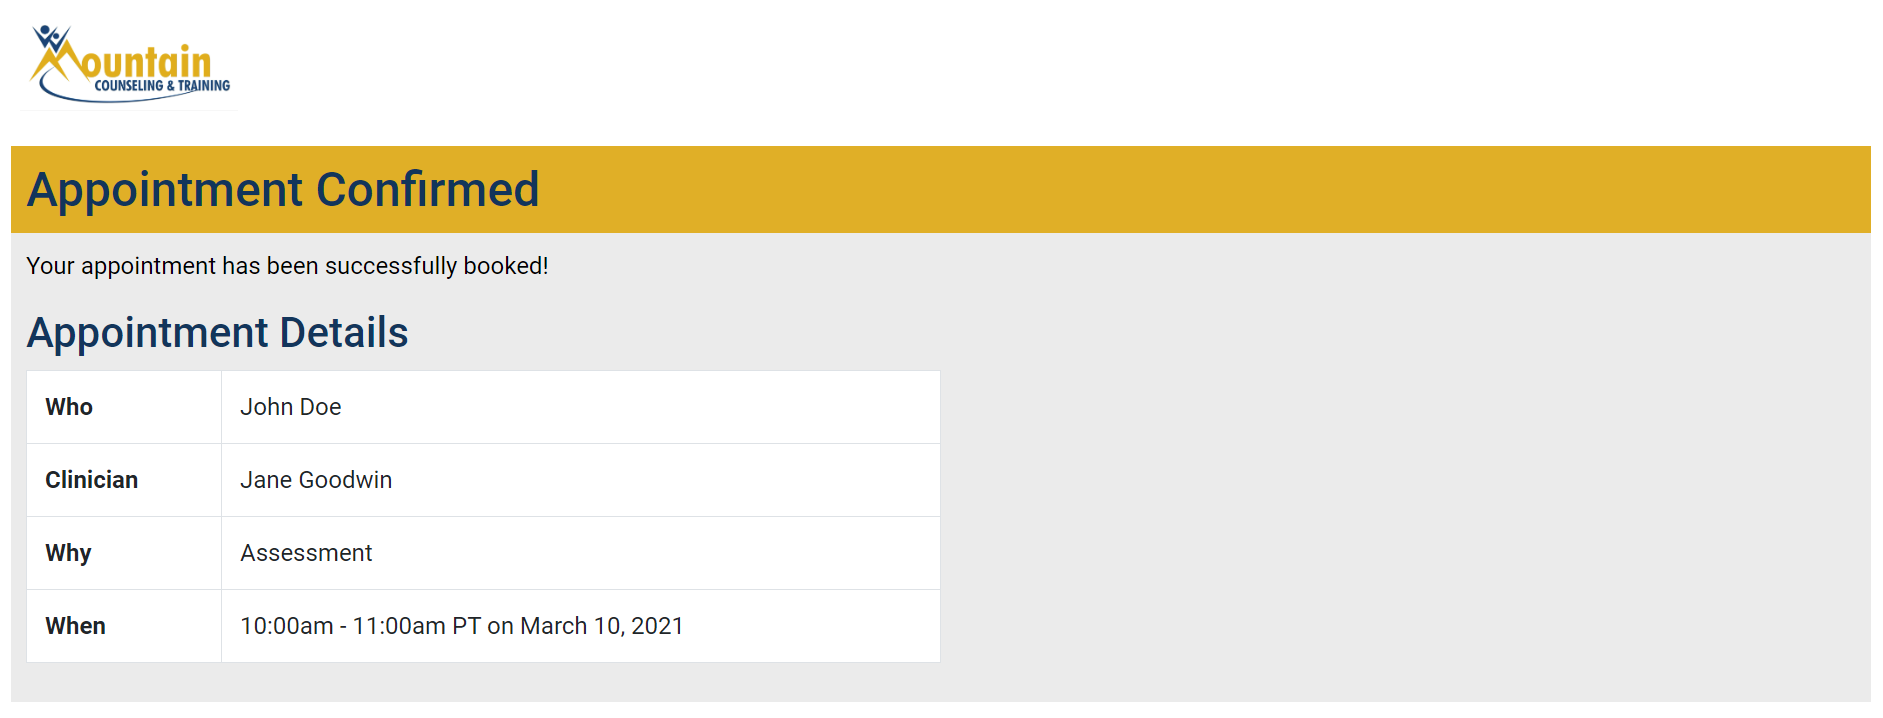 Mountain
COUNSELING & TRAINING
Appointment Confirmed
Your appointment has been successfully booked!
Appointment Details
Who John Doe
Clinician Jane Goodwin
Why Assessment
When 10:00am - 11:00am PT on March 10, 2021